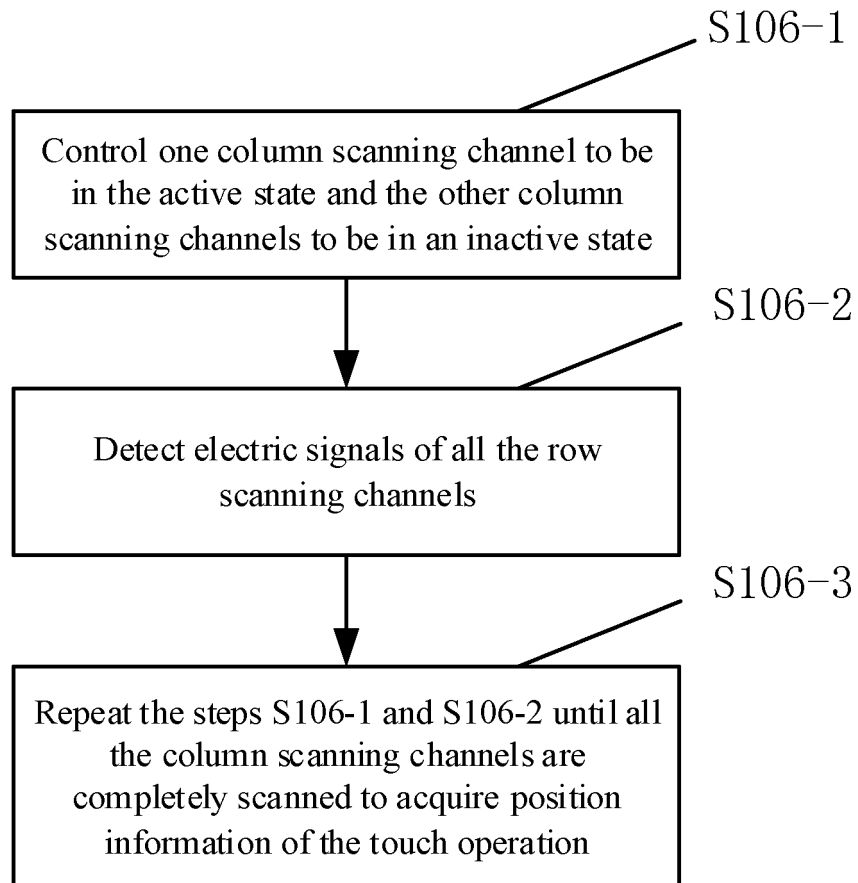 S106-1
Control one column scanning channel to be
in the active state and the other column
scanning channels to be in an inactive state
S106-2
Detect electric signals of all the row
scanning channels
S106-3
Repeat the steps S106-1 and S106-2 until all
the column scanning channels are
completely scanned to acquire position
information of the touch operation